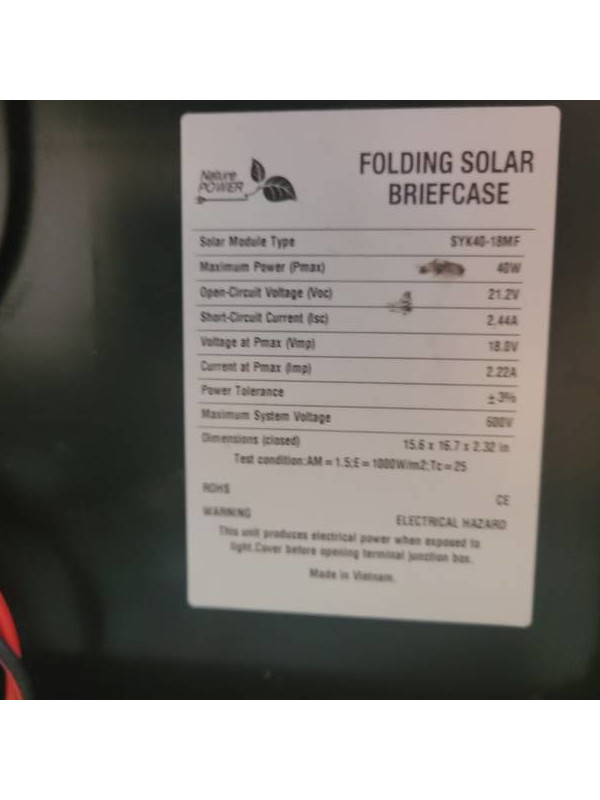 Nature
POWER
FOLDING SOLAR
BRIEFCASE
Solar Module Type SYK40-18MF
Maximum Power (Pmax) 40W
Open-Circuit Voltage (Voc) 21.2V
Short-Circuit Current (Isc) 2.44A
Voltage at Pmax (Vmp) 18.0V
Current at Pmax (Imp) 2.22A
Power Tolerance ±3%
Maximum System Voltage 600V
Dimensions (closed) 15.6 x 16.7 x 2.32 in
Test condition:AM=1.5;E=1000W/m2;Tc=25
ROHS CE
WARNING ELECTRICAL HAZARD
This unit produces electrical power when exposed to
light.Cover before opening terminal junction box.
Made in Vietnam.